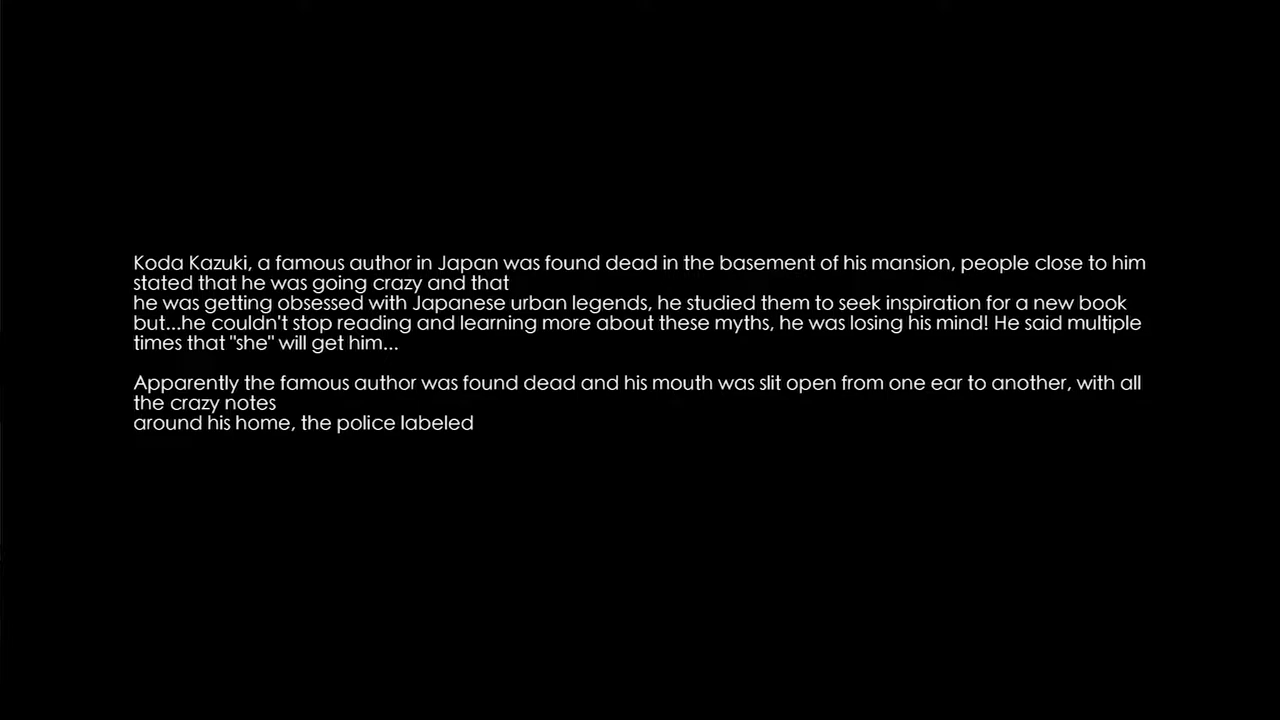 Koda Kazuki, a famous author in Japan was found dead in the basement of his mansion, people close to him
stated that he was going crazy and that
he was getting obsessed with Japanese urban legends, he studied them to seek inspiration for a new book
but...he couldn't stop reading and learning more about these myths, he was losing his mind! He said multiple
times that "she" will get him...
Apparently the famous author was found dead and his mouth was slit open from one ear to another, with all
the crazy notes
around his home, the police labeled